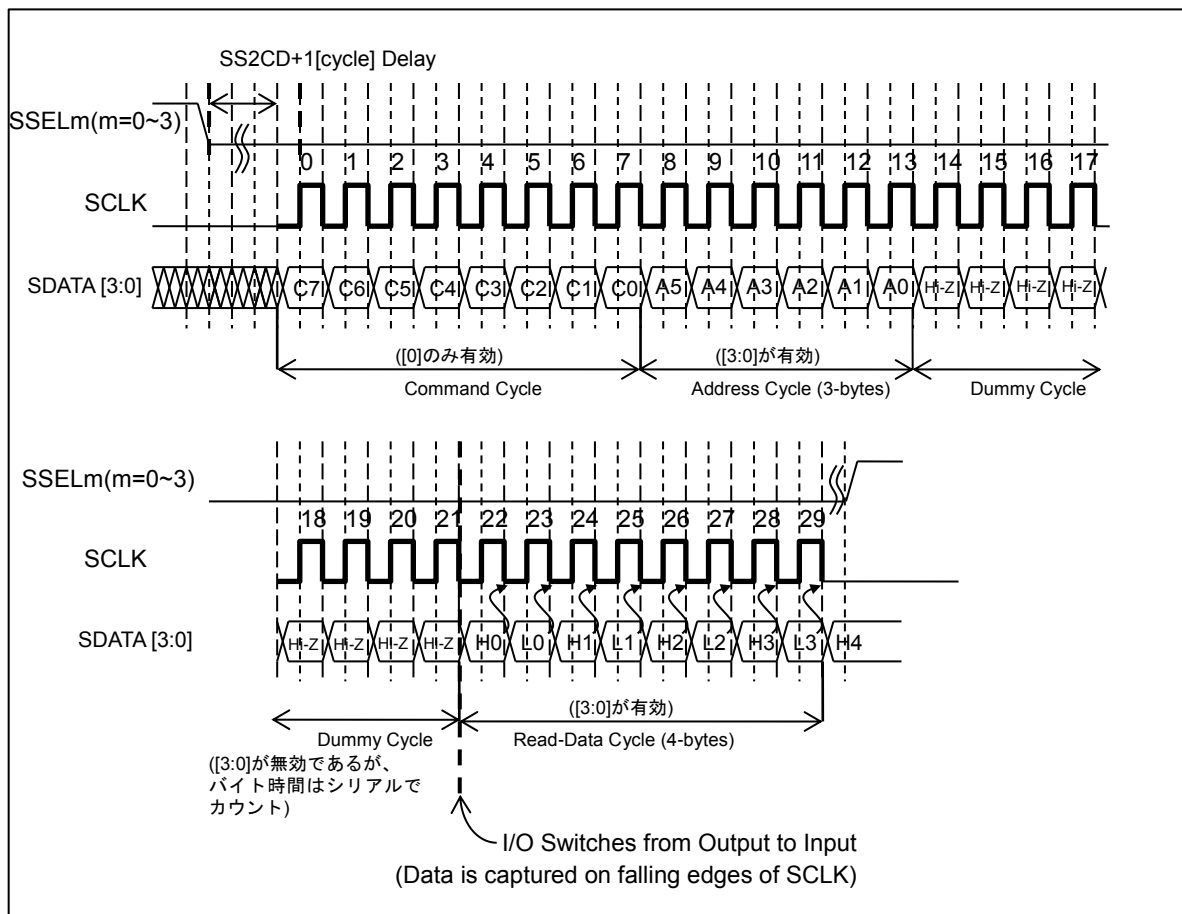 SS2CD+1[cycle] Delay
SSELm(m=0~3)
0 1 2 3 4 5 6 7 8 9 10 11 12 13 14 15 16 17
SCLK
SDATA [3:0]
C7 C6 C5 C4 C3 C2 C1 C0 A5 A4 A3 A2 A1 A0 Hi-Z Hi-Z Hi-Z Hi-Z
([0]のみ有効) ([3:0]が有効)
Command Cycle Address Cycle (3-bytes) Dummy Cycle
SSELm(m=0~3)
18 19 20 21 22 23 24 25 26 27 28 29
SCLK
SDATA [3:0]
Hi-Z Hi-Z Hi-Z Hi-Z H0 L0 H1 L1 H2 L2 H3 L3 H4
([3:0]が有効)
Dummy Cycle Read-Data Cycle (4-bytes)
([3:0]が無効であるが、
バイト時間はシリアルで
カウント)
I/O Switches from Output to Input
(Data is captured on falling edges of SCLK)